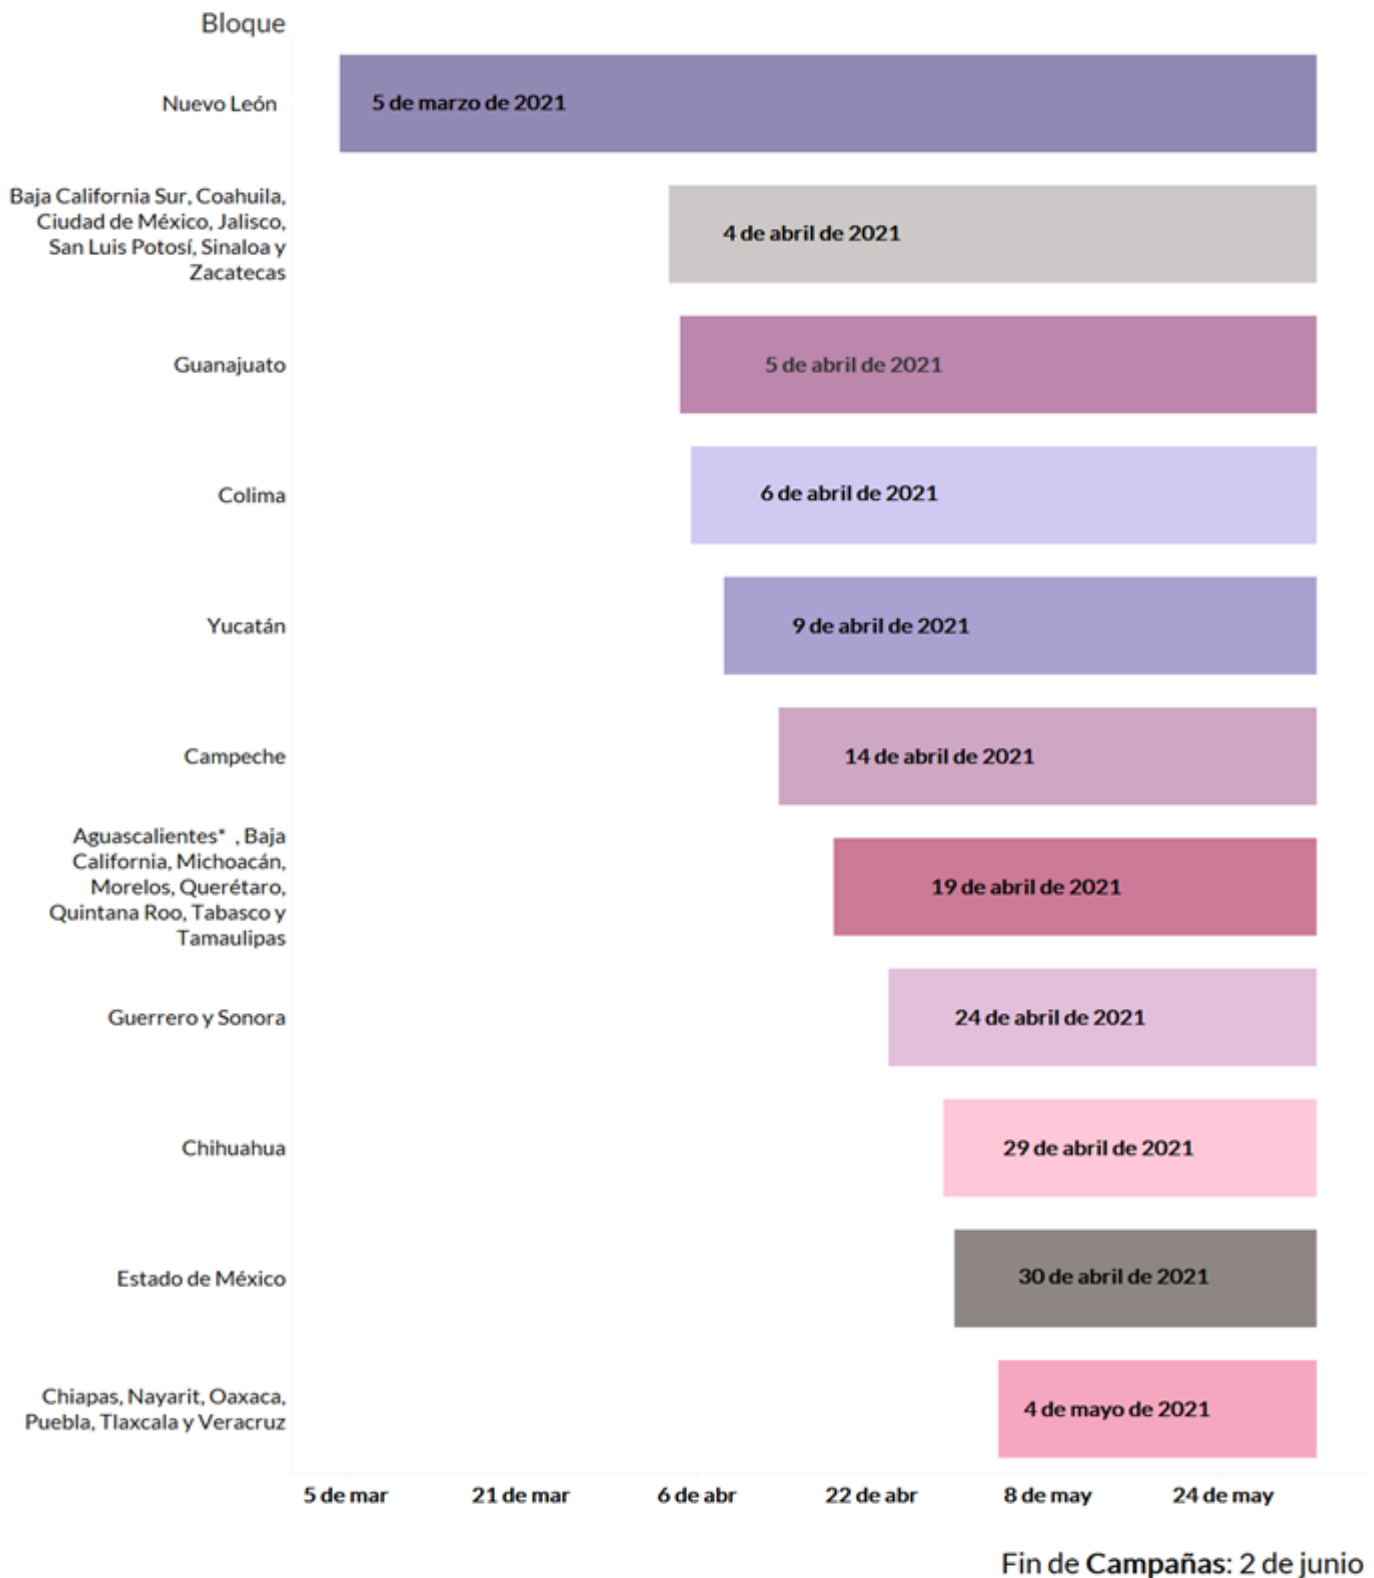 Bloque
Nuevo León
5 de marzo de 2021
Baja California Sur, Coahuila,
Ciudad de México, Jalisco,
San Luis Potosí, Sinaloa y
Zacatecas
4 de abril de 2021
Guanajuato
5 de abril de 2021
Colima
6 de abril de 2021
Yucatán
9 de abril de 2021
Campeche
14 de abril de 2021
Aguascalientes* , Baja
California, Michoacán,
Morelos, Querétaro,
Quintana Roo, Tabasco y
Tamaulipas
19 de abril de 2021
Guerrero y Sonora
24 de abril de 2021
Chihuahua
29 de abril de 2021
Estado de México
30 de abril de 2021
Chiapas, Nayarit, Oaxaca,
Puebla, Tlaxcala y Veracruz
4 de mayo de 2021
5 de mar 21 de mar 6 de abr 22 de abr 8 de may 24 de may
Fin de Campañas: 2 de junio